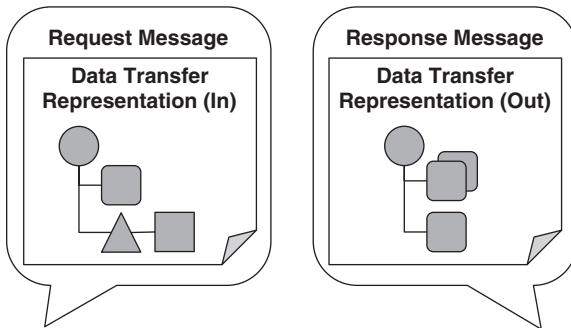 Request Message
Data Transfer
Representation (In)
Response Message
Data Transfer
Representation (Out)